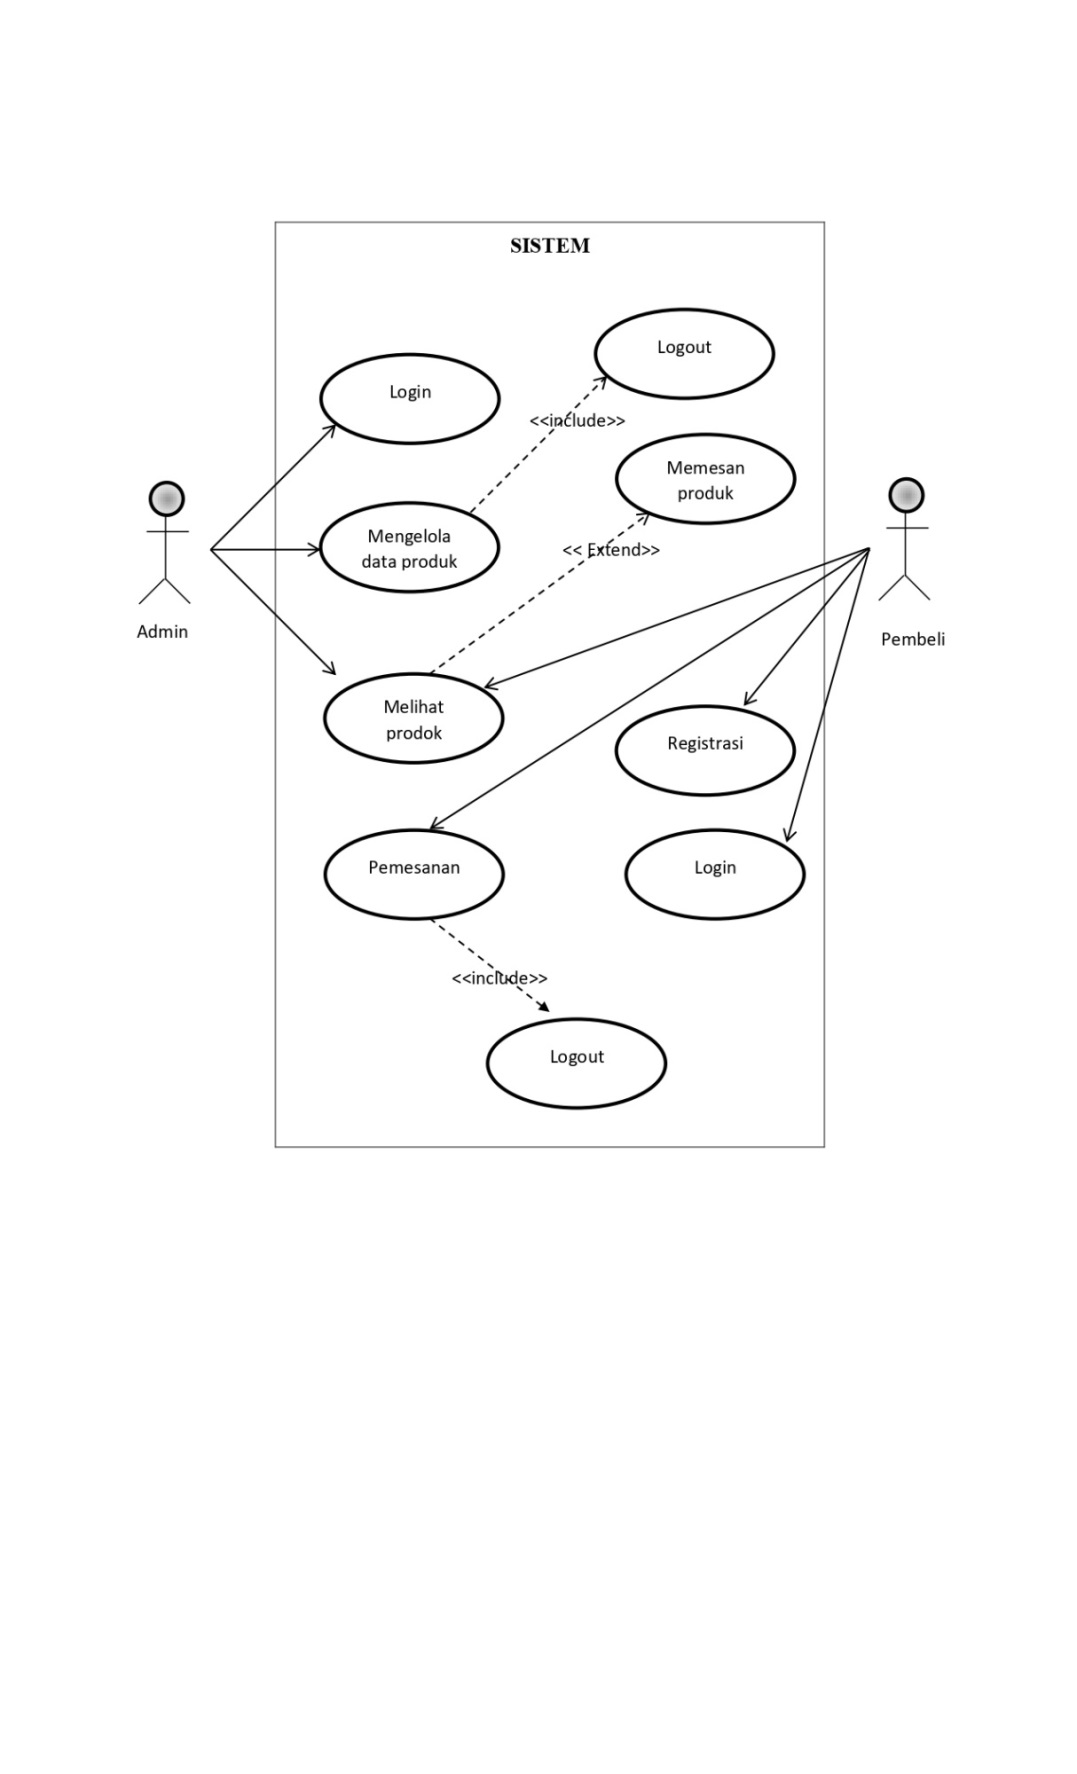 SISTEM
Logout
Login
<<include>>
Memesan
produk
Mengelola
data produk
<< Extend>>
Admin
Pembeli
Melihat
prodok
Registrasi
Pemesanan
Login
<<include>>
Logout